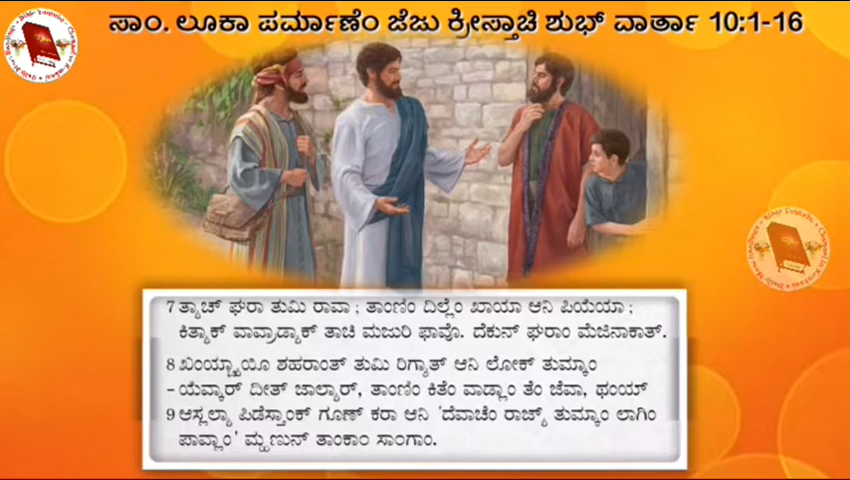 ಸಾಂ. ಲೂಕಾ ಪರ್ಮಾಣೆಂ ಜೆಜು ಕ್ರೀಸ್ತಾಚಿ ಶುಭ್ ವಾರ್ತಾ 10:1-16
7 ತ್ಯಾಚ್ ಘರಾ ತುಮಿ ರಾವಾ ; ತಾಂಣಿಂ ದಿಲ್ಲೆಂ ಖಾಯಾ ಆನಿ ಪಿಯೆಯಾ ;
ಕಿತ್ಯಾಕ್ ವಾವ್ರಾಡ್ಯಾಕ್ ತಾಚಿ ಮಜುರಿ ಫಾವೊ. ದೆಕುನ್ ಘರಾಂ ಮೆಜಿನಾಕಾತ್.
8 ಖಂಯ್ಚ್ಯಾಯೀ ಶಹರಾಂತ್ ತುಮಿ ರಿಗ್ಯಾತ್ ಆನಿ ಲೋಕ್ ತುಮ್ಕಾಂ
- ಯೆವ್ಕಾರ್ ದೀತ್ ಜಾಲ್ಯಾರ್, ತಾಂಣಿಂ ಕಿತೆಂ ವಾಡ್ಲಾಂ ತೆಂ ಜೆವಾ, ಥಂಯ್
9 ಆಸ್ಲಲ್ಯಾ ಪಿಡೆಸ್ತಾಂಕ್ ಗೂಣ್ ಕರಾ ಆನಿ 'ದೆವಾಚೆಂ ರಾಜ್ಶ್ ತುಮ್ಕಾಂ ಲಾಗಿಂ
ಪಾವ್ಲಾಂ' ಮ್ಹಣುನ್ ತಾಂಕಾಂ ಸಾಂಗಾಂ.